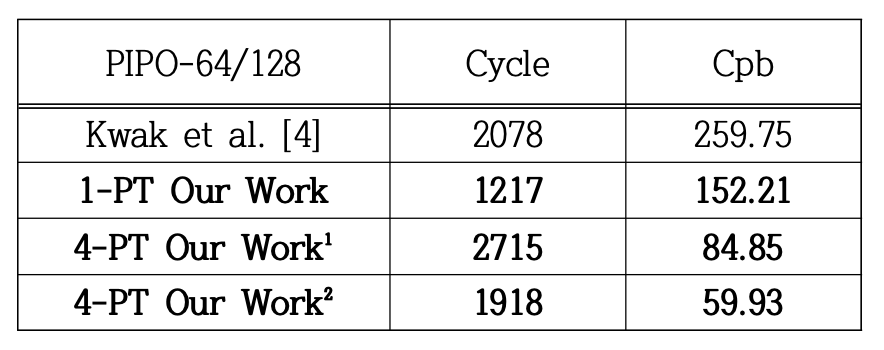 PIPO-64/128 Cycle Cpb
Kwak et al. [4] 2078 259.75
1-PT Our Work 1217 152.21
4-PT Our Work¹ 2715 84.85
4-PT Our Work² 1918 59.93